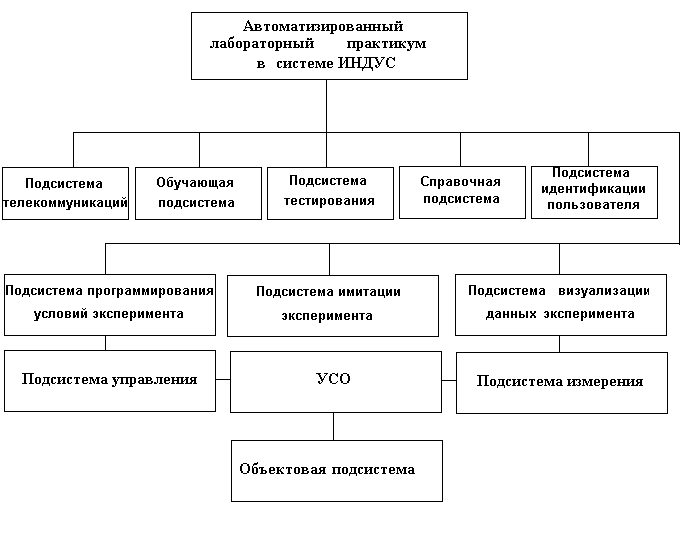 Автоматизированный
лабораторный практикум
в системе ИНДУС
Подсистема
телекоммуникаций
Обучающая
подсистема
Подсистема
тестирования
Справочная
подсистема
Подсистема
идентификации
пользователя
Подсистема программирования
условий эксперимента
Подсистема имитации
эксперимента
Подсистема визуализации
данных эксперимента
Подсистема управления
УСО
Подсистема измерения
Объектовая подсистема